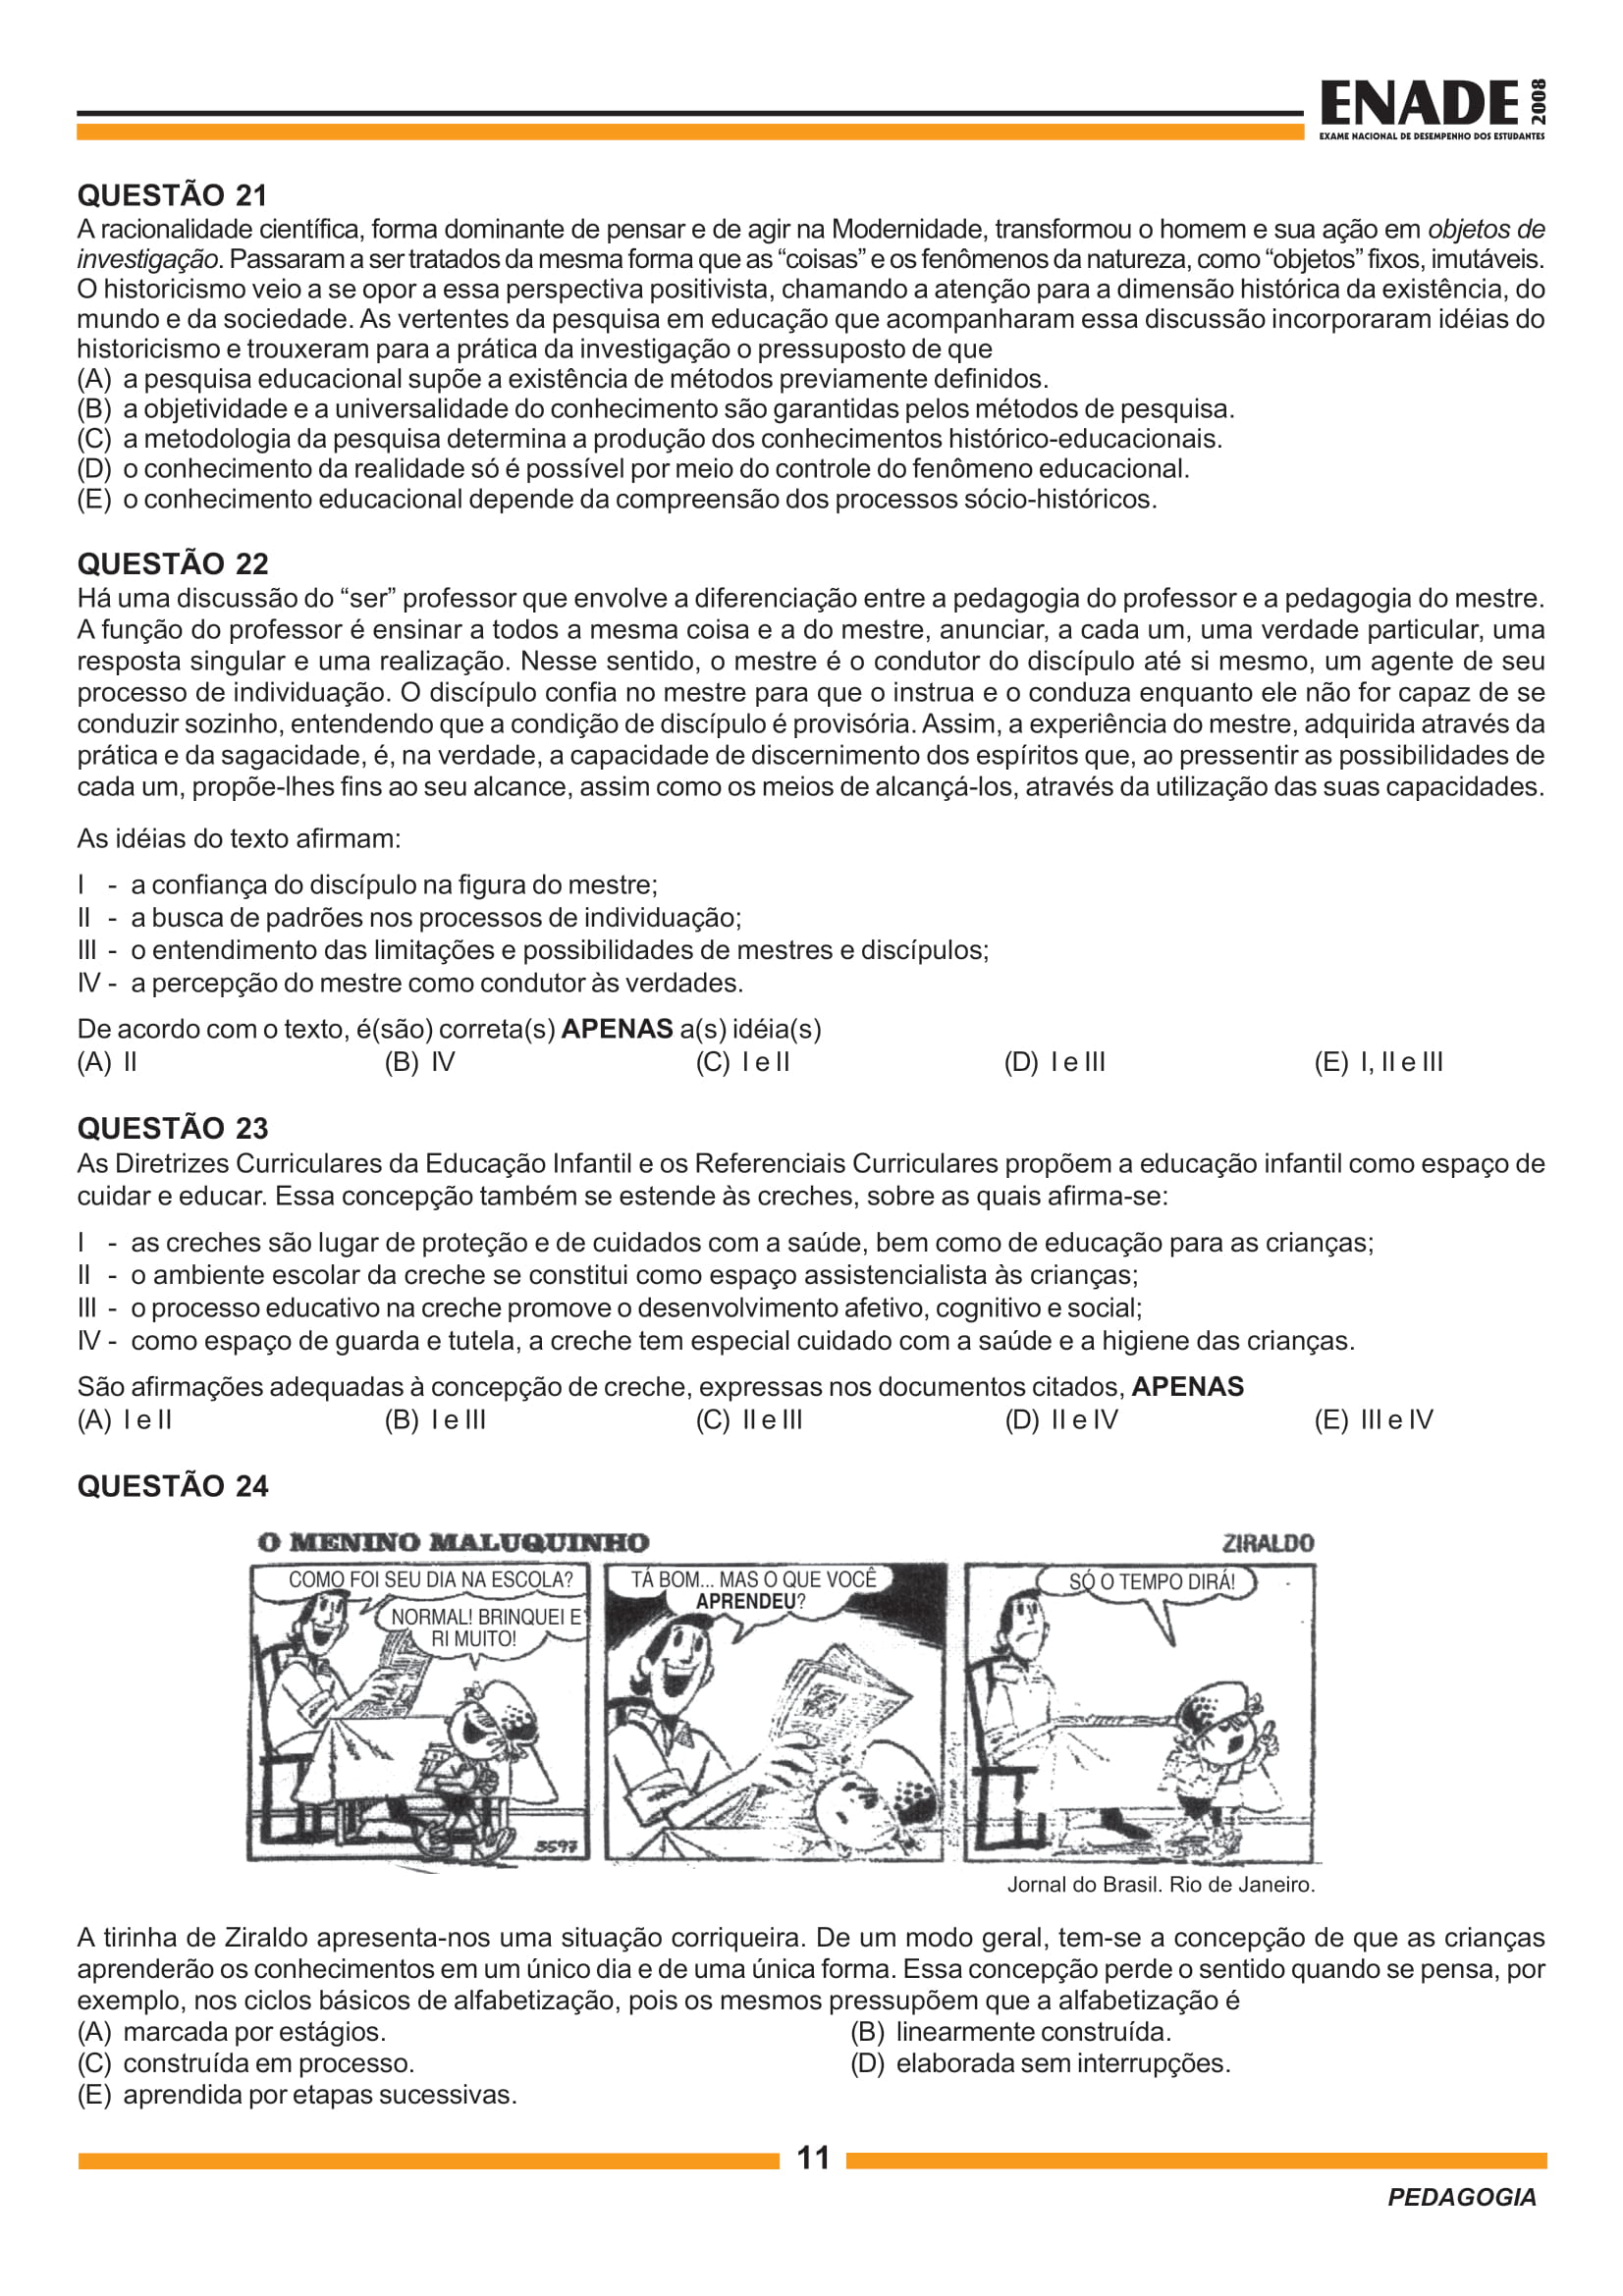 ENADE 2008
EXAME NACIONAL DE DESEMPENHO DOS ESTUDANTES
QUESTÃO 21
A racionalidade científica, forma dominante de pensar e de agir na Modernidade, transformou o homem e sua ação em objetos de
investigação. Passaram a ser tratados da mesma forma que as “coisas” e os fenômenos da natureza, como “objetos” fixos, imutáveis.
O historicismo veio a se opor a essa perspectiva positivista, chamando a atenção para a dimensão histórica da existência, do
mundo e da sociedade. As vertentes da pesquisa em educação que acompanharam essa discussão incorporaram idéias do
historicismo e trouxeram para a prática da investigação o pressuposto de que
(A) a pesquisa educacional supõe a existência de métodos previamente definidos.
(B) a objetividade e a universalidade do conhecimento são garantidas pelos métodos de pesquisa.
(C) a metodologia da pesquisa determina a produção dos conhecimentos histórico-educacionais.
(D) o conhecimento da realidade só é possível por meio do controle do fenômeno educacional.
(E) o conhecimento educacional depende da compreensão dos processos sócio-históricos.
QUESTÃO 22
Há uma discussão do “ser” professor que envolve a diferenciação entre a pedagogia do professor e a pedagogia do mestre.
A função do professor é ensinar a todos a mesma coisa e a do mestre, anunciar, a cada um, uma verdade particular, uma
resposta singular e uma realização. Nesse sentido, o mestre é o condutor do discípulo até si mesmo, um agente de seu
processo de individuação. O discípulo confia no mestre para que o instrua e o conduza enquanto ele não for capaz de se
conduzir sozinho, entendendo que a condição de discípulo é provisória. Assim, a experiência do mestre, adquirida através da
prática e da sagacidade, é, na verdade, a capacidade de discernimento dos espíritos que, ao pressentir as possibilidades de
cada um, propõe-lhes fins ao seu alcance, assim como os meios de alcançá-los, através da utilização das suas capacidades.
As idéias do texto afirmam:
I - a confiança do discípulo na figura do mestre;
II - a busca de padrões nos processos de individuação;
III - o entendimento das limitações e possibilidades de mestres e discípulos;
IV - a percepção do mestre como condutor às verdades.
De acordo com o texto, é(são) correta(s) APENAS a(s) idéia(s)
(A) II (B) IV (C) I e II (D) I e III (E) I, II e III
QUESTÃO 23
As Diretrizes Curriculares da Educação Infantil e os Referenciais Curriculares propõem a educação infantil como espaço de
cuidar e educar. Essa concepção também se estende às creches, sobre as quais afirma-se:
I - as creches são lugar de proteção e de cuidados com a saúde, bem como de educação para as crianças;
II - o ambiente escolar da creche se constitui como espaço assistencialista às crianças;
III - o processo educativo na creche promove o desenvolvimento afetivo, cognitivo e social;
IV - como espaço de guarda e tutela, a creche tem especial cuidado com a saúde e a higiene das crianças.
São afirmações adequadas à concepção de creche, expressas nos documentos citados, APENAS
(A) I e II (B) I e III (C) II e III (D) II e IV (E) III e IV
QUESTÃO 24
O MENINO MALUQUINHO ZIRALDO
COMO FOI SEU DIA NA ESCOLA?
NORMAL! BRINQUEI E
RI MUITO!
3597
TÁ BOM... MAS O QUE VOCÊ
APRENDEU?
SÓ O TEMPO DIRÁ!
Jornal do Brasil. Rio de Janeiro.
A tirinha de Ziraldo apresenta-nos uma situação corriqueira. De um modo geral, tem-se a concepção de que as crianças
aprenderão os conhecimentos em um único dia e de uma única forma. Essa concepção perde o sentido quando se pensa, por
exemplo, nos ciclos básicos de alfabetização, pois os mesmos pressupõem que a alfabetização é
(A) marcada por estágios. (B) linearmente construída.
(C) construída em processo. (D) elaborada sem interrupções.
(E) aprendida por etapas sucessivas.
11
PEDAGOGIA